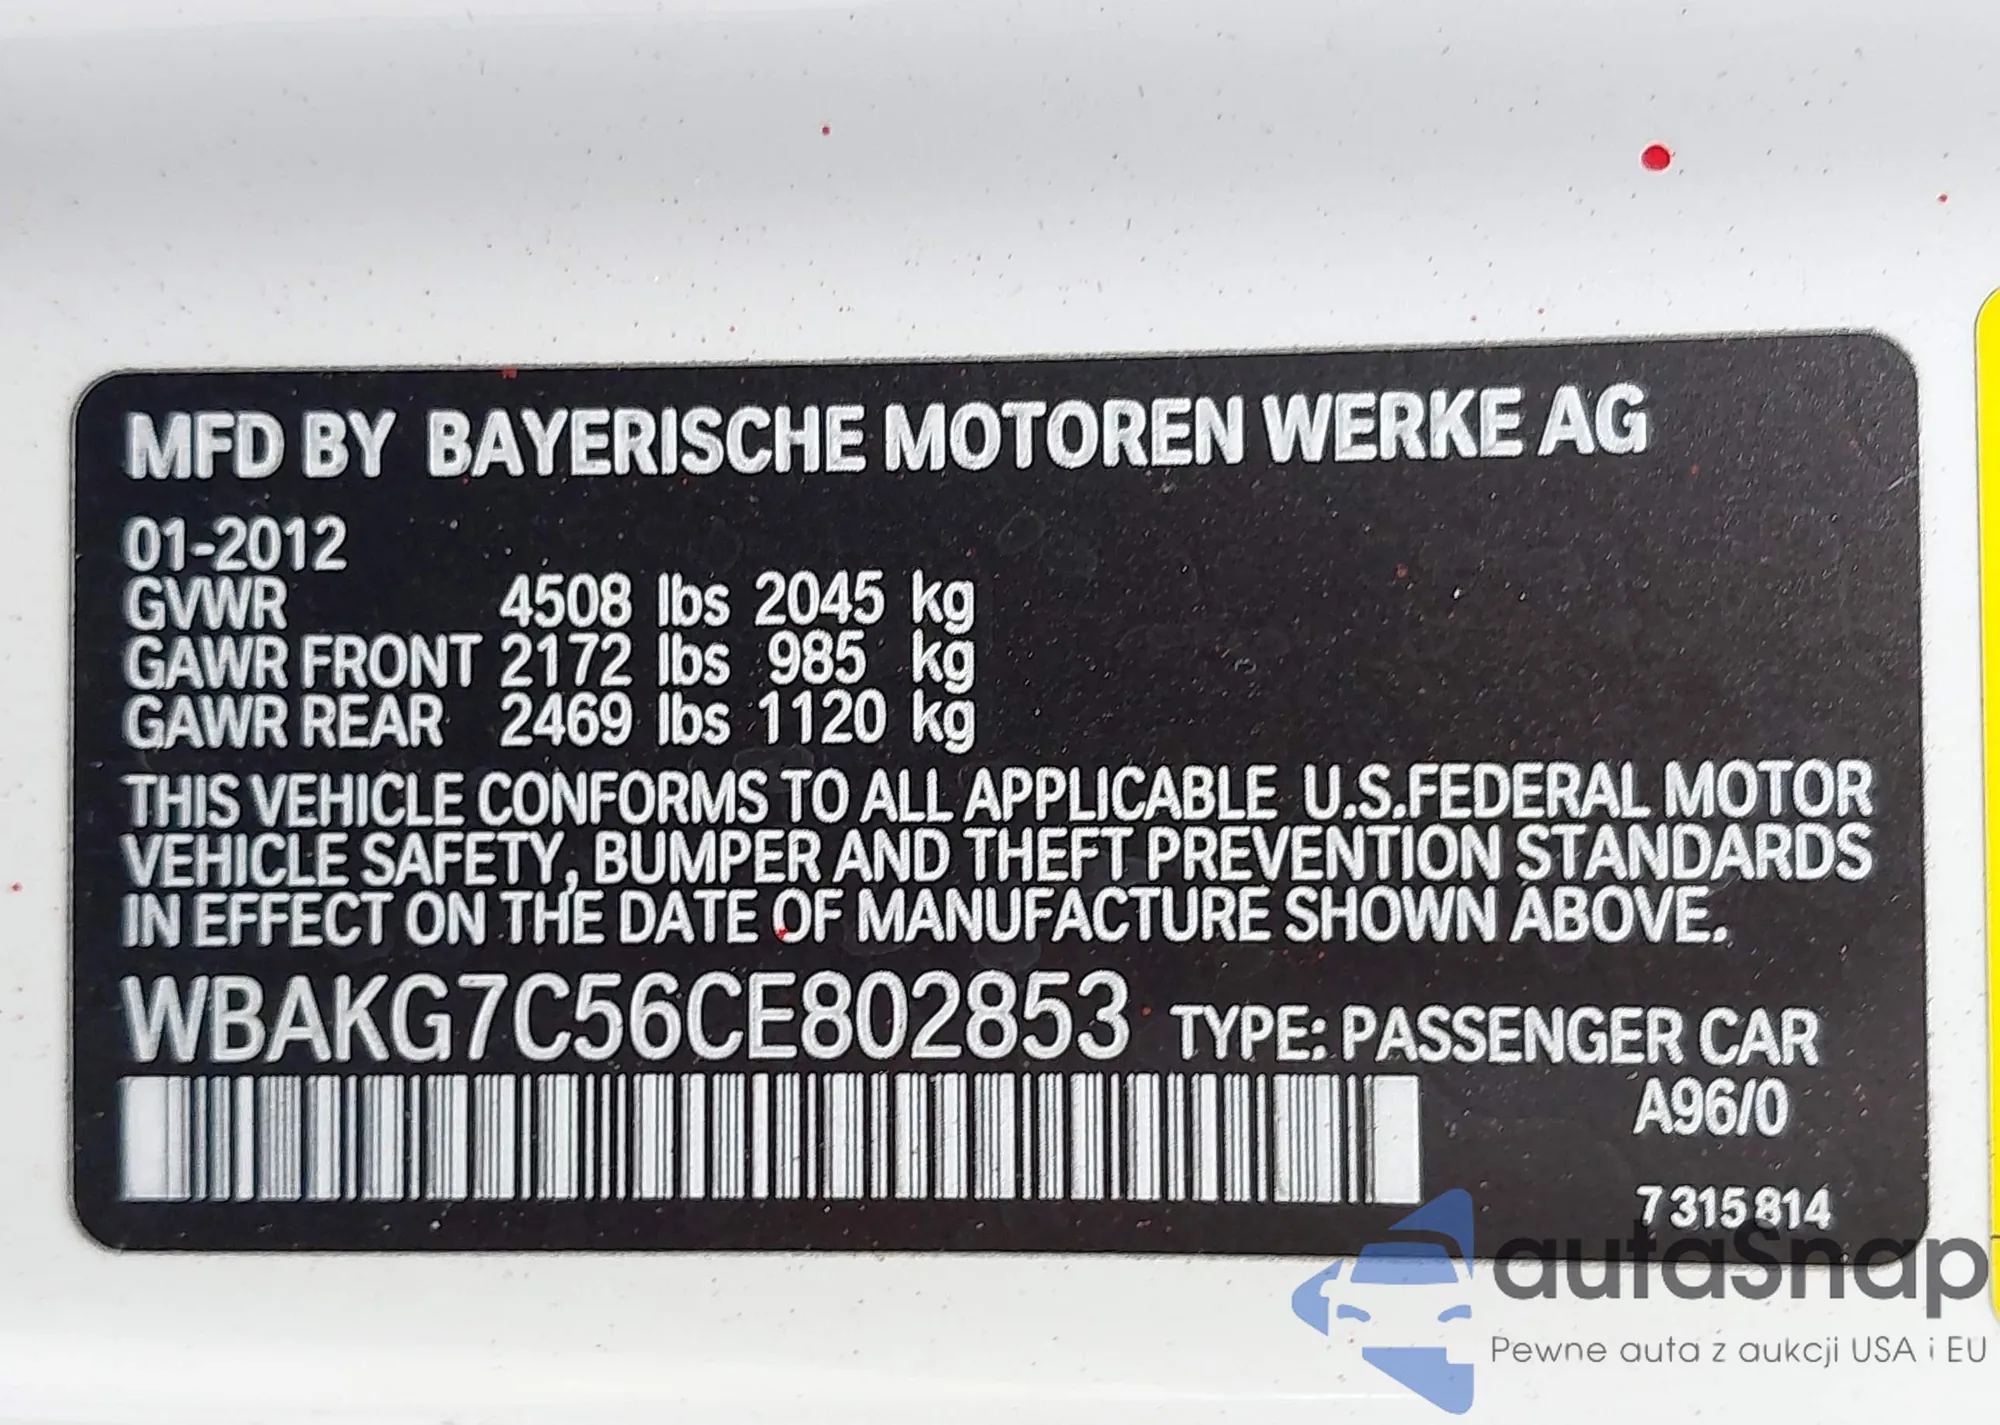 MFD BY BAYERISCHE MOTOREN WERKE AG
01-2012
GVWR 4508 lbs 2045 kg
GAWR FRONT 2172 lbs 985 kg
GAWR REAR 2469 lbs 1120 kg
THIS VEHICLE CONFORMS TO ALL APPLICABLE U.S.FEDERAL MOTOR
VEHICLE SAFETY, BUMPER AND THEFT PREVENTION STANDARDS
IN EFFECT ON THE DATE OF MANUFACTURE SHOWN ABOVE.
WBAKG7C56CE802853 TYPE: PASSENGER CAR
A96/0
7 315 814
autaSnap
Pewne auta z aukcji USA i EU